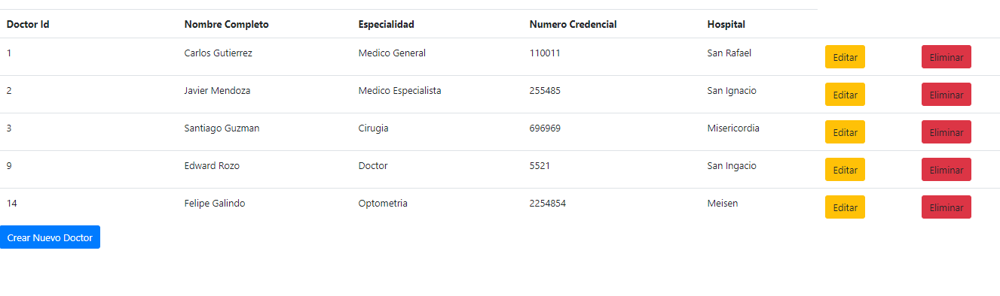 Doctor Id Nombre Completo Especialidad Numero Credencial Hospital
1 Carlos Gutierrez Medico General 110011 San Rafael Editar Eliminar
2 Javier Mendoza Medico Especialista 255485 San Ignacio Editar Eliminar
3 Santiago Guzman Cirugia 696969 Misericordia Editar Eliminar
9 Edward Rozo Doctor 5521 San Ingacio Editar Eliminar
14 Felipe Galindo Optometria 2254854 Meisen Editar Eliminar
Crear Nuevo Doctor